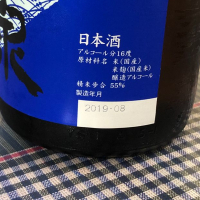 日本酒
アルコール分16度
原材料名 米(国産)
米麹(国産米)
醸造アルコール
精米歩合 55%
製造年月
2019-08